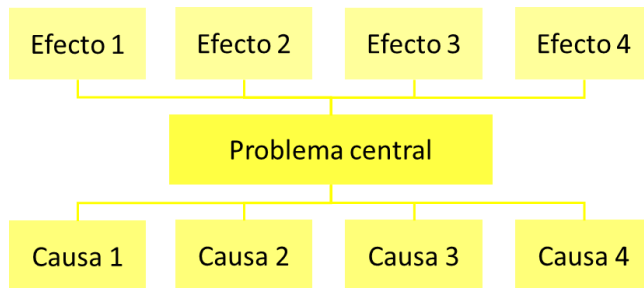 Efecto 1
Efecto 2
Efecto 3
Efecto 4
Problema central
Causa 1
Causa 2
Causa 3
Causa 4